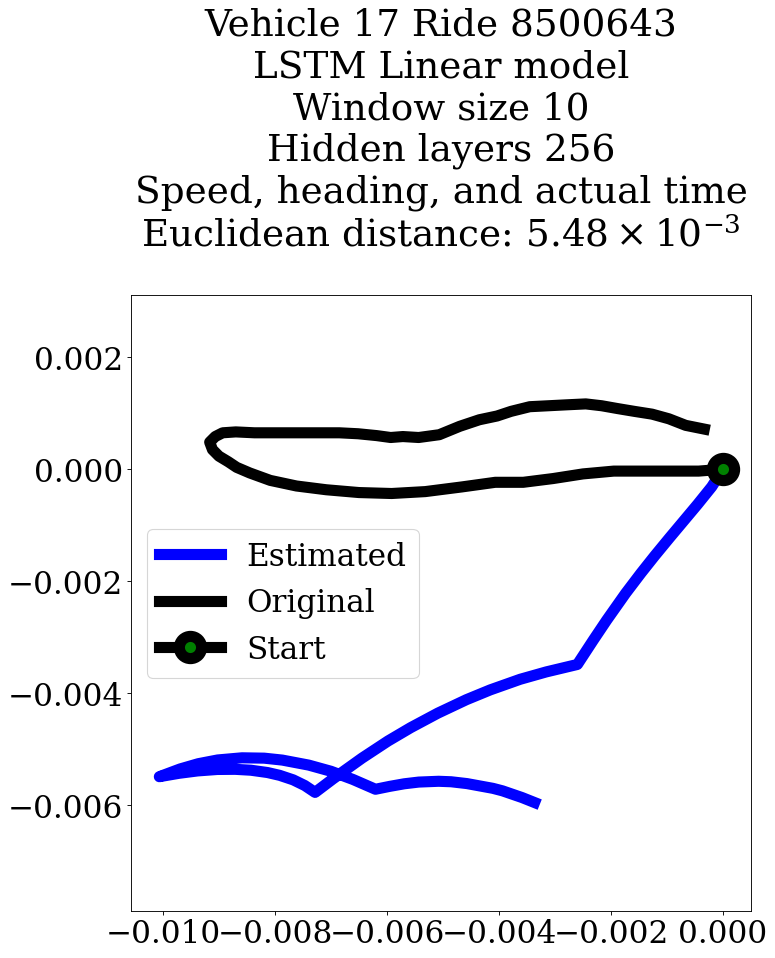 Vehicle 17 Ride 8500643
LSTM Linear model
Window size 10
Hidden layers 256
Speed, heading, and actual time
Euclidean distance: 5.48 × 10⁻³
0.002
0.000
−0.002
−0.004
−0.006
Estimated
Original
Start
−0.010 −0.008 −0.006 −0.004 −0.002 0.000